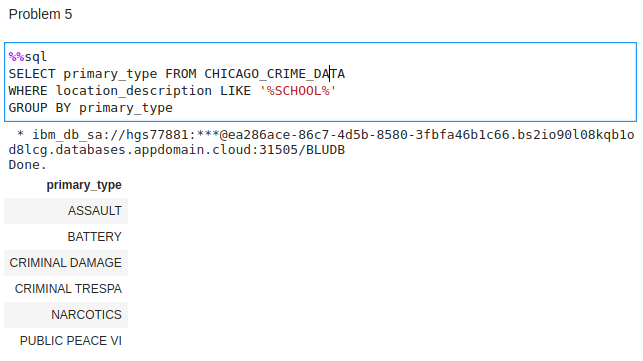 Problem 5
%%sql
SELECT primary_type FROM CHICAGO_CRIME_DATA
WHERE location_description LIKE '%SCHOOL%'
GROUP BY primary_type
* ibm_db_sa://hgs77881:***@ea286ace-86c7-4d5b-8580-3fbfa46b1c66.bs2io90l08kqb1o
d8lcg.databases.appdomain.cloud:31505/BLUDB
Done.
primary_type
ASSAULT
BATTERY
CRIMINAL DAMAGE
CRIMINAL TRESPA
NARCOTICS
PUBLIC PEACE VI